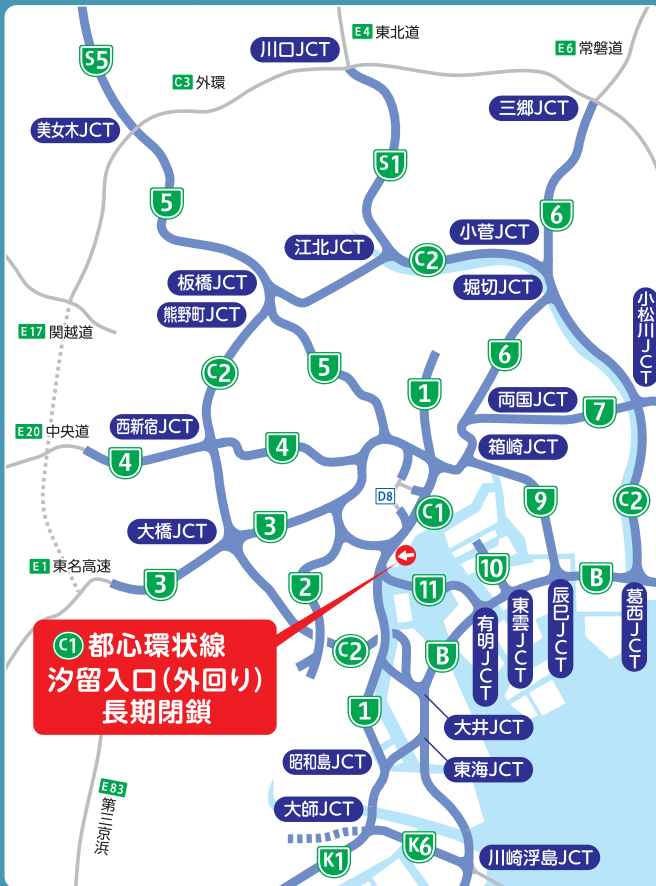 E4 東北道
川口JCT
E6 常磐道
S5
C3 外環
三郷JCT
美女木JCT
S1
5
6
江北JCT
小菅JCT
C2
板橋JCT
堀切JCT
熊野町JCT
小松川JCT
E17 関越道
5
6
C2
1
両国JCT
7
西新宿JCT
E20 中央道
4
4
箱崎JCT
D8
9
C2
C1
大橋JCT
3
E1 東名高速
3
2
11
10
B
有明JCT
東雲JCT
辰巳JCT
葛西JCT
C1 都心環状線
汐留入口(外回り)
長期閉鎖
C2
B
1
大井JCT
昭和島JCT
東海JCT
E83
第三京浜
大師JCT
K1
K6
川崎浮島JCT